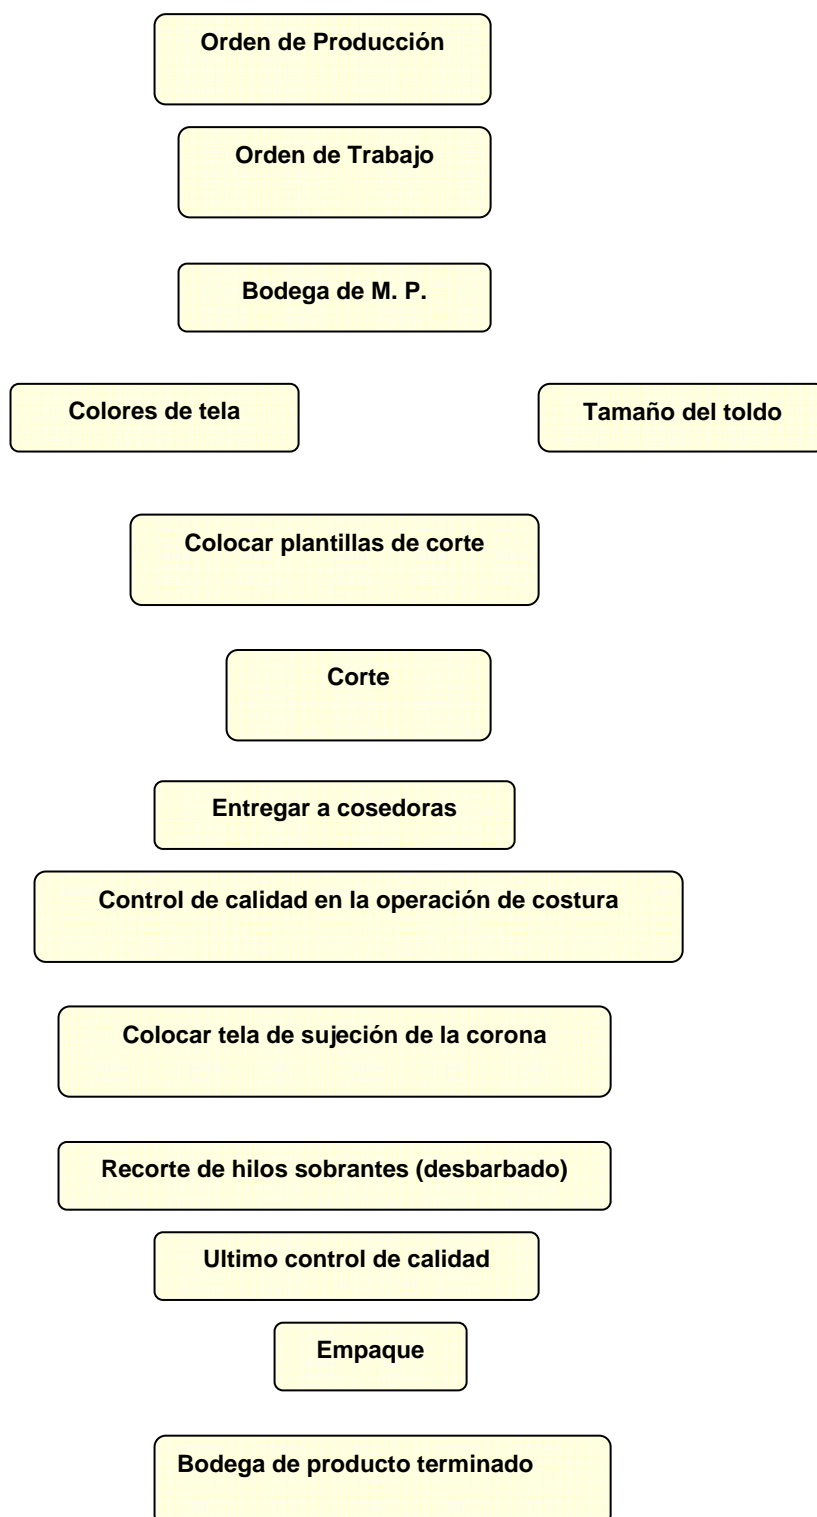 Orden de Producción
Orden de Trabajo
Bodega de M. P.
Colores de tela
Tamaño del toldo
Colocar plantillas de corte
Corte
Entregar a cosedoras
Control de calidad en la operación de costura
Colocar tela de sujeción de la corona
Recorte de hilos sobrantes (desbarbado)
Ultimo control de calidad
Empaque
Bodega de producto terminado